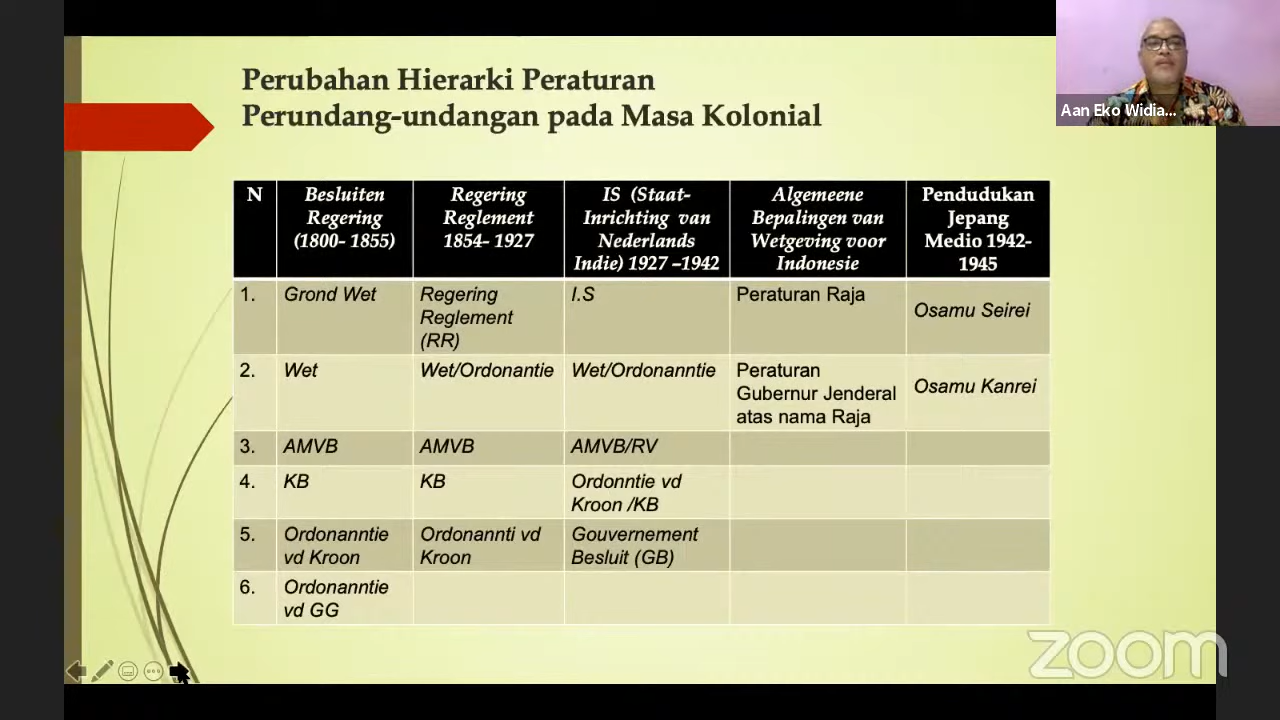 Perubahan Hierarki Peraturan
Perundang-undangan pada Masa Kolonial
Aan Eko Widia...
N
Besluiten
Regering
(1800- 1855)
Regering
Reglement
1854- 1927
IS (Staat-
Inrichting van
Nederlands
Indie) 1927 –1942
Algemeene
Bepalingen van
Wetgeving voor
Indonesie
Pendudukan
Jepang
Medio 1942-
1945
1.
Grond Wet
Regering
Reglement
(RR)
I.S
Peraturan Raja
Osamu Seirei
2.
Wet
Wet/Ordonantie
Wet/Ordonanntie
Peraturan
Gubernur Jenderal
atas nama Raja
Osamu Kanrei
3.
AMVB
AMVB
AMVB/RV
4.
KB
KB
Ordonntie vd
Kroon /KB
5.
Ordonanntie
vd Kroon
Ordonannti vd
Kroon
Gouvernement
Besluit (GB)
6.
Ordonanntie
vd GG
zoom